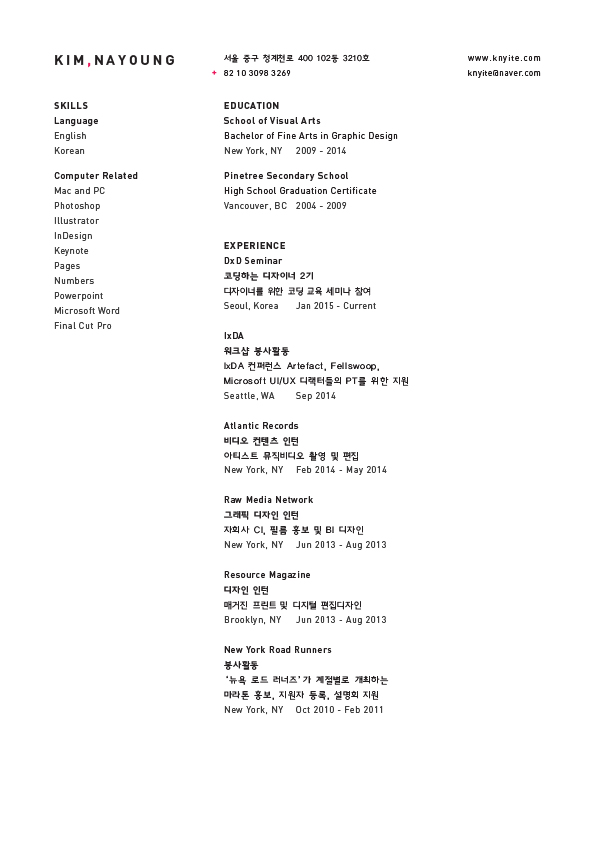 KIM,NAYOUNG
서울 중구 청계천로 400 102동 3210호
+ 82 10 3098 3269
www.knyite.com
knyite@naver.com
SKILLS
Language
English
Korean
Computer Related
Mac and PC
Photoshop
Illustrator
InDesign
Keynote
Pages
Numbers
Powerpoint
Microsoft Word
Final Cut Pro
EDUCATION
School of Visual Arts
Bachelor of Fine Arts in Graphic Design
New York, NY 2009 - 2014
Pinetree Secondary School
High School Graduation Certificate
Vancouver, BC 2004 - 2009
EXPERIENCE
DxD Seminar
코딩하는 디자이너 2기
디자이너를 위한 코딩 교육 세미나 참여
Seoul, Korea Jan 2015 - Current
IxDA
워크샵 봉사활동
IxDA 컨퍼런스 Artefact, Fellswoop,
Microsoft UI/UX 디랙터들의 PT를 위한 지원
Seattle, WA Sep 2014
Atlantic Records
비디오 컨텐츠 인턴
아티스트 뮤직비디오 촬영 및 편집
New York, NY Feb 2014 - May 2014
Raw Media Network
그래픽 디자인 인턴
자회사 CI, 필름 홍보 및 BI 디자인
New York, NY Jun 2013 - Aug 2013
Resource Magazine
디자인 인턴
매거진 프린트 및 디지털 편집디자인
Brooklyn, NY Jun 2013 - Aug 2013
New York Road Runners
봉사활동
'뉴욕 로드 러너즈'가 계절별로 개최하는
마라톤 홍보, 지원자 등록, 설명회 지원
New York, NY Oct 2010 - Feb 2011